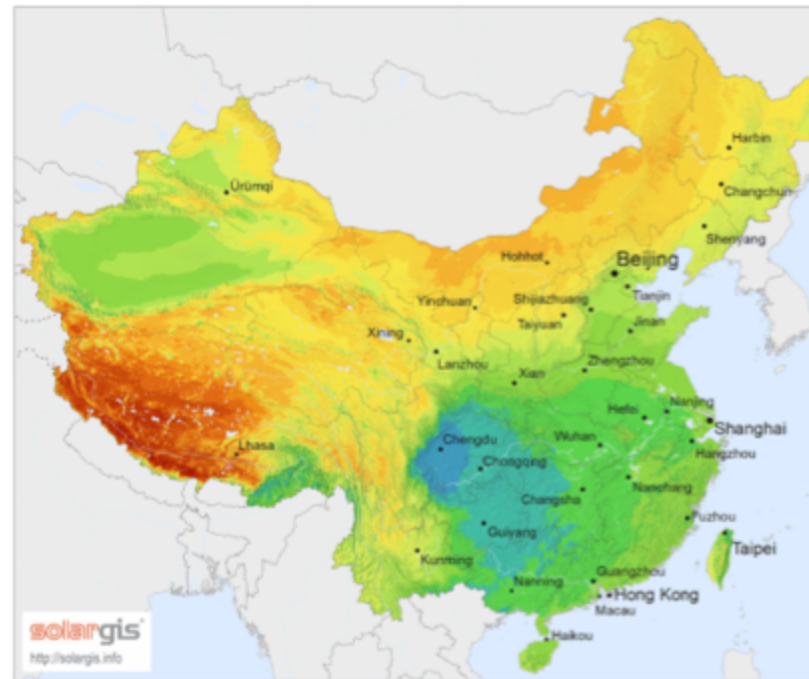 Harbin
Changchun
Ürümqi
Shenyang
Hohhot
Beijing
Tianjin
Yinchuan
Shijiazhuang
Taiyuan
Jinan
Xining
Lanzhou
Zhengzhou
Xian
Hefei
Nanjing
Shanghai
Lhasa
Chengdu
Wuhan
Hangzhou
Chongqing
Changsha
Nanchang
Guiyang
Fuzhou
Kunming
Taipei
Nanning
Guangzhou
Hong Kong
Macau
Haikou
solargis
http://solargis.info